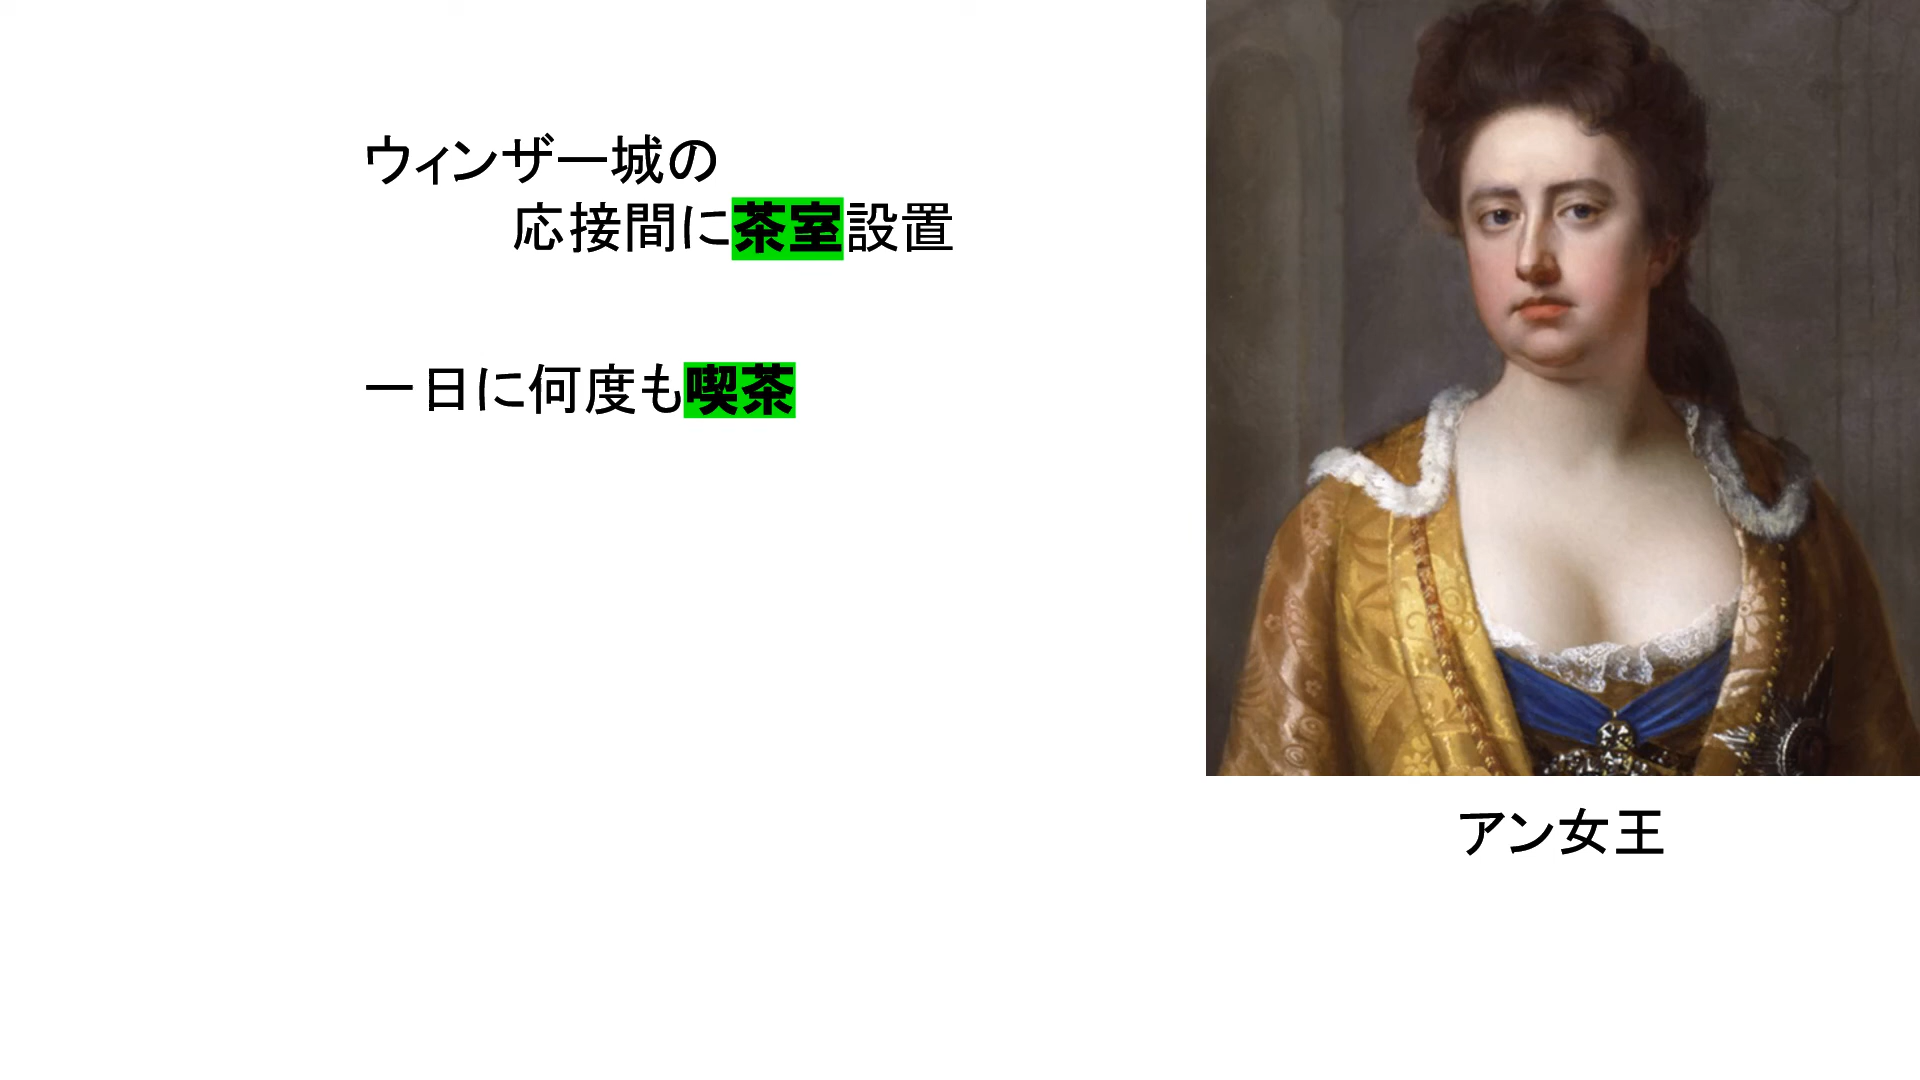 ウィンザー城の
応接間に茶室設置
一日に何度も喫茶
アン女王